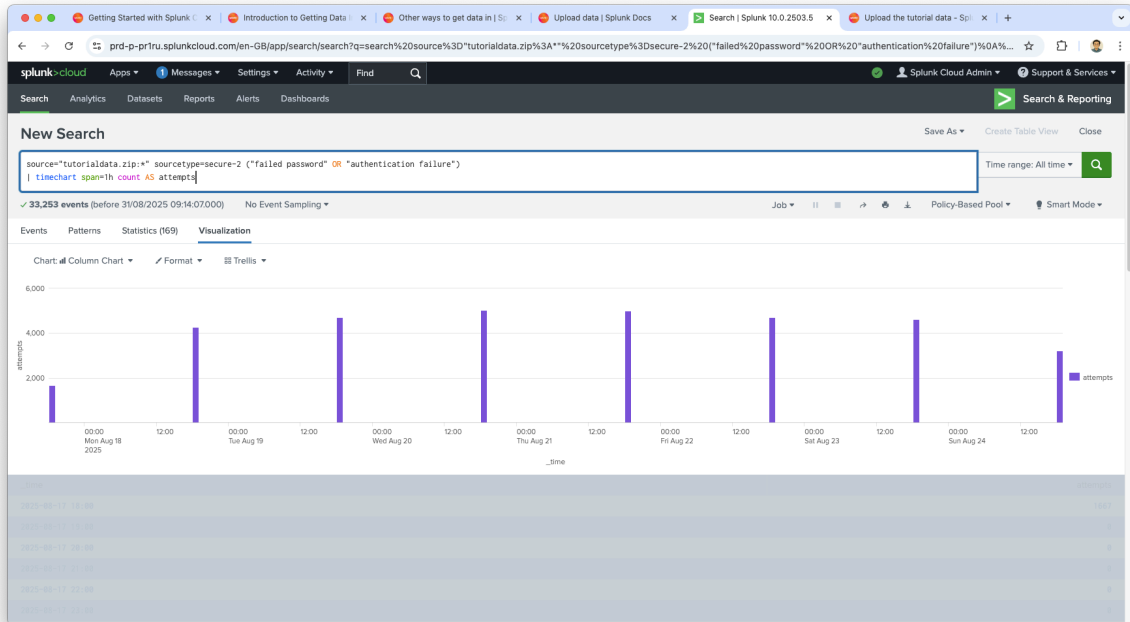 Getting Started with Splunk C
Introduction to Getting Data I
Other ways to get data in | Sp
Upload data | Splunk Docs
Search | Splunk 10.0.2503.5
Upload the tutorial data - Spl
prd-p-pr1ru.splunkcloud.com/en-GB/app/search/search?q=search%20source%3D"tutorialdata.zip%3A*"%20sourcetype%3Dsecure-2%20("failed%20password"%20OR%20"authentication%20failure")%0A%...
splunk>cloud Apps 1 Messages Settings Activity Find Splunk Cloud Admin Support & Services
Search Analytics Datasets Reports Alerts Dashboards Search & Reporting
New Search Save As Create Table View Close
source="tutorialdata.zip:*" sourcetype=secure-2 ("failed password" OR "authentication failure")
| timechart span=1h count AS attempts
Time range: All time
33,253 events (before 31/08/2025 09:14:07.000) No Event Sampling Job Policy-Based Pool Smart Mode
Events Patterns Statistics (169) Visualization
Chart: Column Chart Format Trellis
6,000
4,000
2,000
attempts
attempts
00:00 12:00 00:00 12:00 00:00 12:00 00:00 12:00 00:00 12:00 00:00 12:00 00:00 12:00
Mon Aug 18 Tue Aug 19 Wed Aug 20 Thu Aug 21 Fri Aug 22 Sat Aug 23 Sun Aug 24
2025
_time